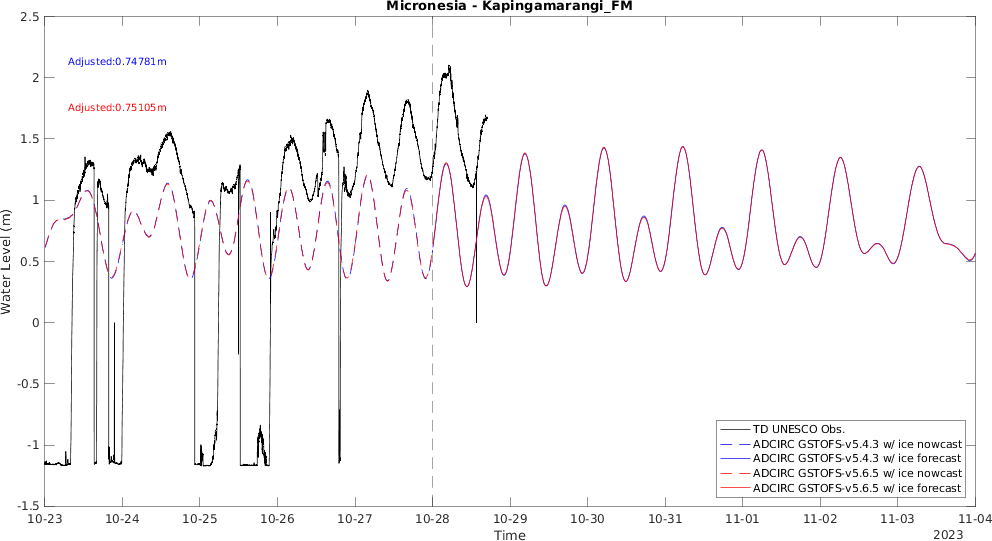 Micronesia - Kapingamarangi_FM
2.5
2
1.5
1
0.5
0
-0.5
-1
-1.5
Water Level (m)
Adjusted:0.74781m
Adjusted:0.75105m
TD UNESCO Obs.
ADCIRC GSTOFS-v5.4.3 w/ ice nowcast
ADCIRC GSTOFS-v5.4.3 w/ ice forecast
ADCIRC GSTOFS-v5.6.5 w/ ice nowcast
ADCIRC GSTOFS-v5.6.5 w/ ice forecast
10-23 10-24 10-25 10-26 10-27 10-28 10-29 10-30 10-31 11-01 11-02 11-03 11-04
Time
2023